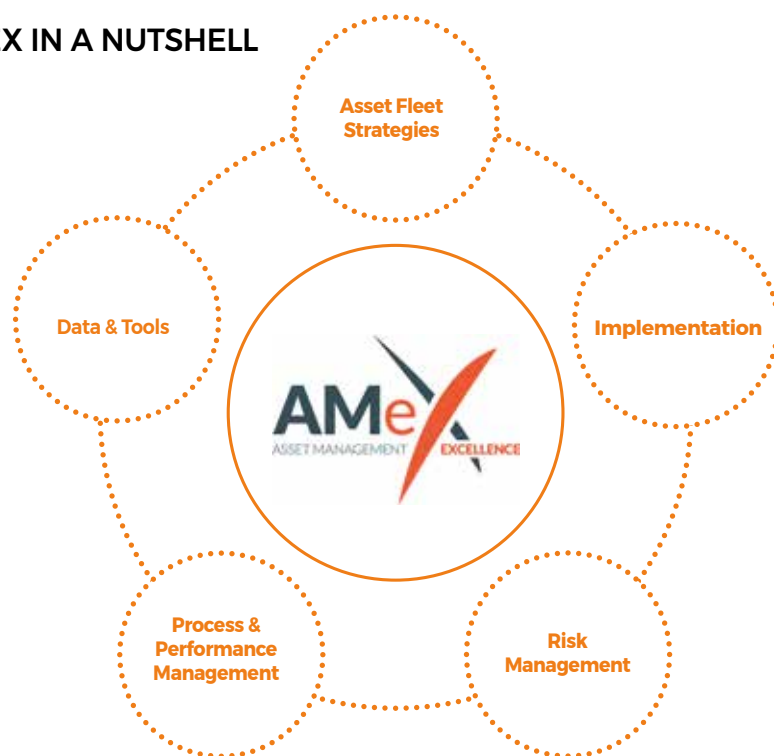 X IN A NUTSHELL
Asset Fleet
Strategies
Data & Tools
Implementation
AMeX
ASSET MANAGEMENT EXCELLENCE
Process &
Performance
Management
Risk
Management